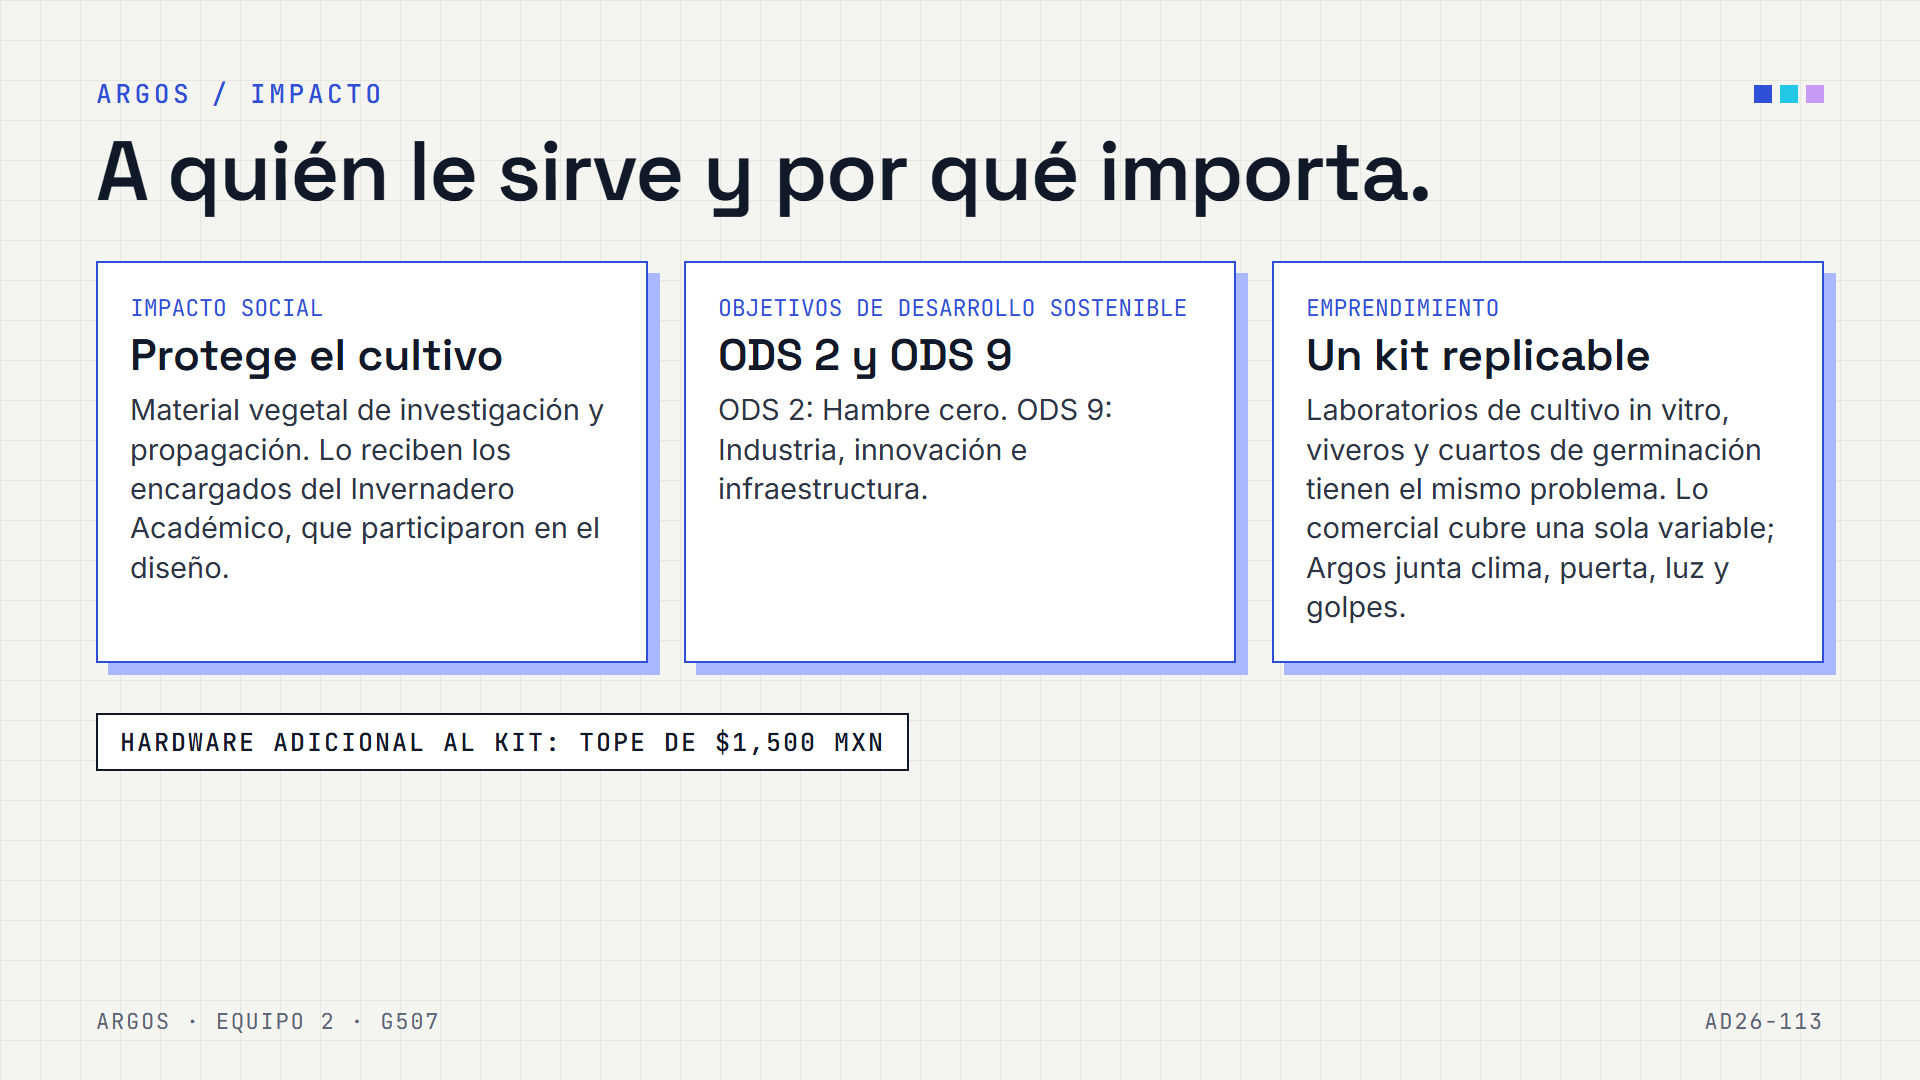 ARGOS / IMPACTO
A quién le sirve y por qué importa.
IMPACTO SOCIAL
Protege el cultivo
Material vegetal de investigación y
propagación. Lo reciben los
encargados del Invernadero
Académico, que participaron en el
diseño.
OBJETIVOS DE DESARROLLO SOSTENIBLE
ODS 2 y ODS 9
ODS 2: Hambre cero. ODS 9:
Industria, innovación e
infraestructura.
EMPRENDIMIENTO
Un kit replicable
Laboratorios de cultivo in vitro,
viveros y cuartos de germinación
tienen el mismo problema. Lo
comercial cubre una sola variable;
Argos junta clima, puerta, luz y
golpes.
HARDWARE ADICIONAL AL KIT: TOPE DE $1,500 MXN
ARGOS · EQUIPO 2 · G507
AD26-113